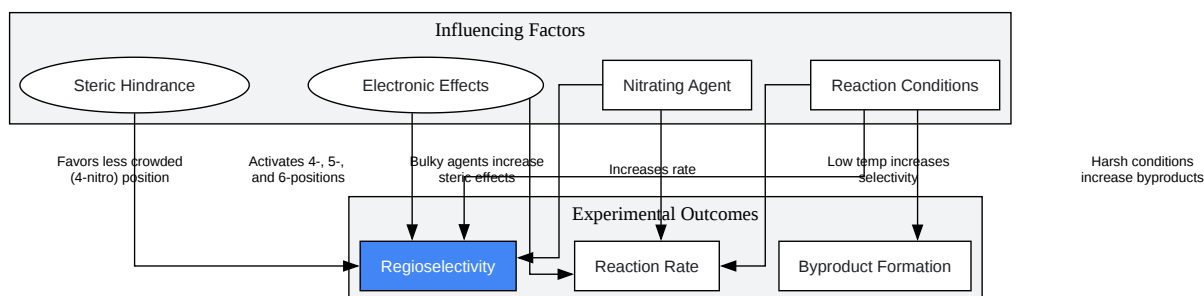 Influencing Factors
Steric Hindrance
Electronic Effects
Nitrating Agent
Reaction Conditions
Favors less crowded
(4-nitro) position
Activates 4-, 5-,
and 6-positions
Bulky agents increase
steric effects
Increases rate
Low temp increases
selectivity
Harsh conditions
increase byproducts
Experimental Outcomes
Regioselectivity
Reaction Rate
Byproduct Formation